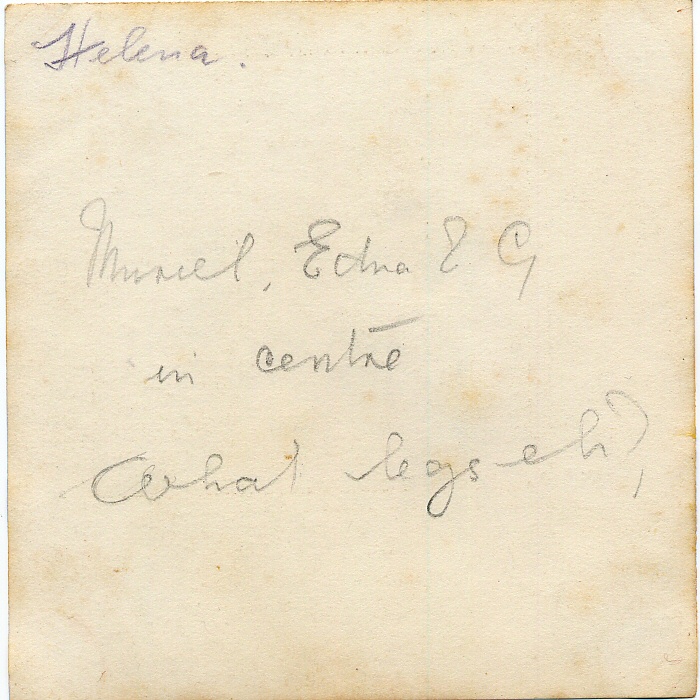 Helena.
Muriel, Edna & G
in centre
What legs eh?